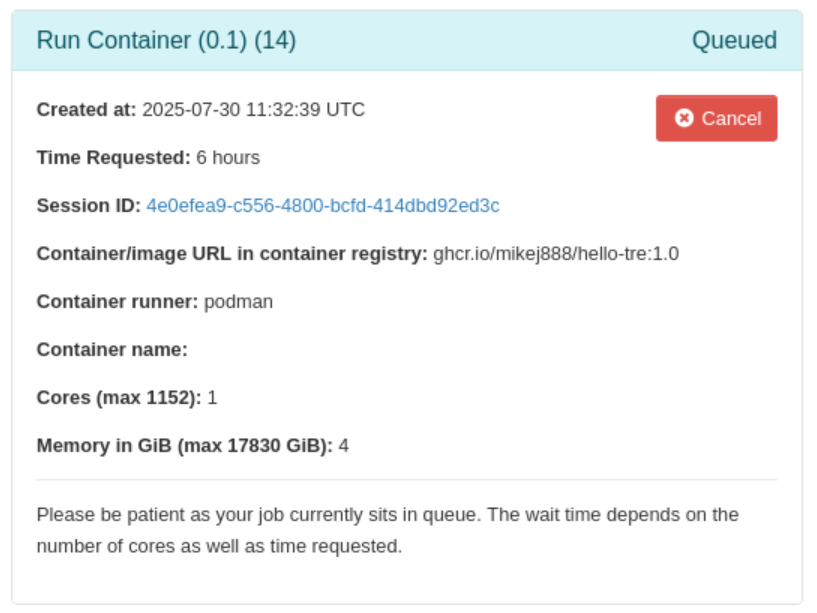 Run Container (0.1) (14)
Queued
Created at: 2025-07-30 11:32:39 UTC
Cancel
Time Requested: 6 hours
Session ID: 4e0efea9-c556-4800-bcfd-414dbd92ed3c
Container/image URL in container registry: ghcr.io/mikej888/hello-tre:1.0
Container runner: podman
Container name:
Cores (max 1152): 1
Memory in GiB (max 17830 GiB): 4
Please be patient as your job currently sits in queue. The wait time depends on the
number of cores as well as time requested.